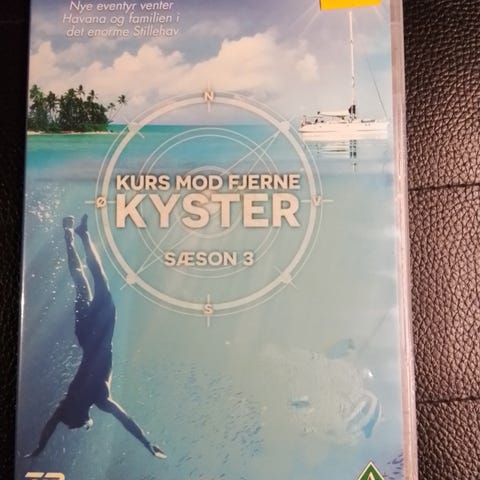 Nye eventyr venter
Havana og familien i
det enorme Stillehav
N
KURS MOD FJERNE
Ø KYSTER V
SÆSON 3
S
A